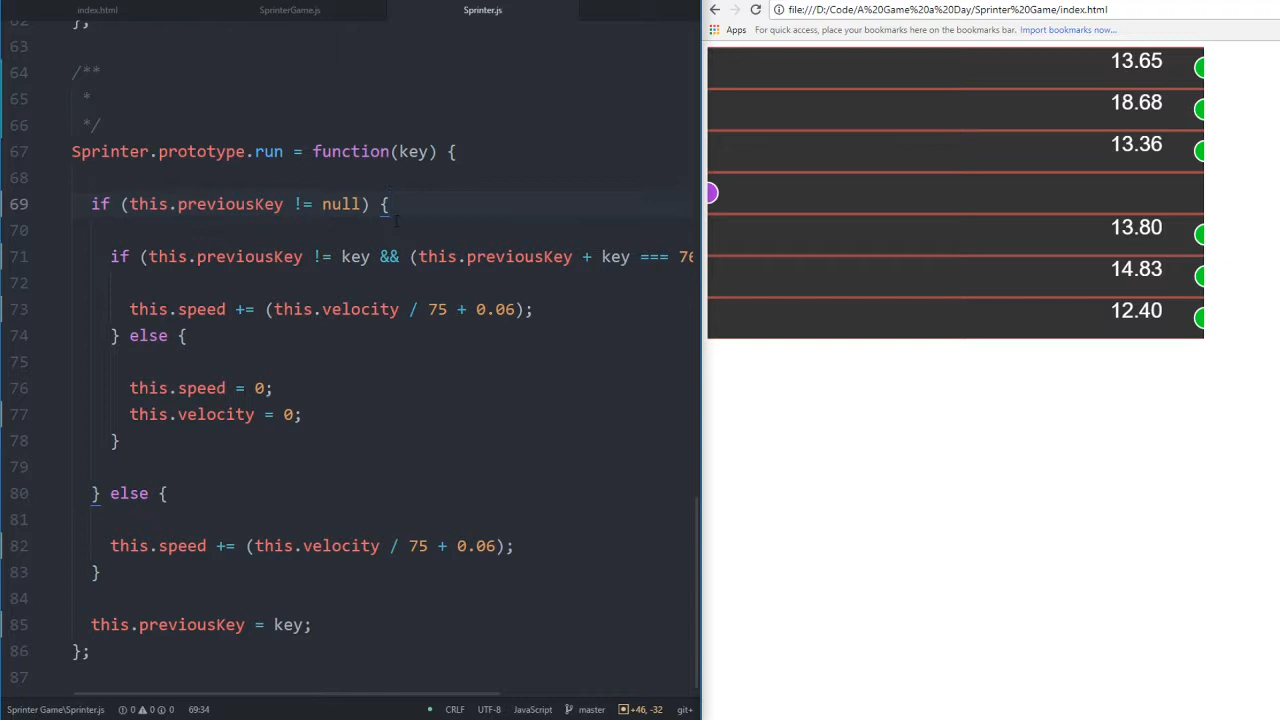 index.html
SprinterGame.js
Sprinter.js
62 };
63
64 /**
65 *
66 */
67 Sprinter.prototype.run = function(key) {
68
69 if (this.previousKey != null) {
70
71 if (this.previousKey != key && (this.previousKey + key === 76
72
73 this.speed += (this.velocity / 75 + 0.06);
74 } else {
75
76 this.speed = 0;
77 this.velocity = 0;
78 }
79
80 } else {
81
82 this.speed += (this.velocity / 75 + 0.06);
83 }
84
85 this.previousKey = key;
86 };
87
Sprinter Game\Sprinter.js 0 0 0 69:34 CRLF UTF-8 JavaScript master +46, -32 git+
file:///D:/Code/A%20Game%20a%20Day/Sprinter%20Game/index.html
Apps For quick access, place your bookmarks here on the bookmarks bar. Import bookmarks now...
13.65
18.68
13.36
13.80
14.83
12.40